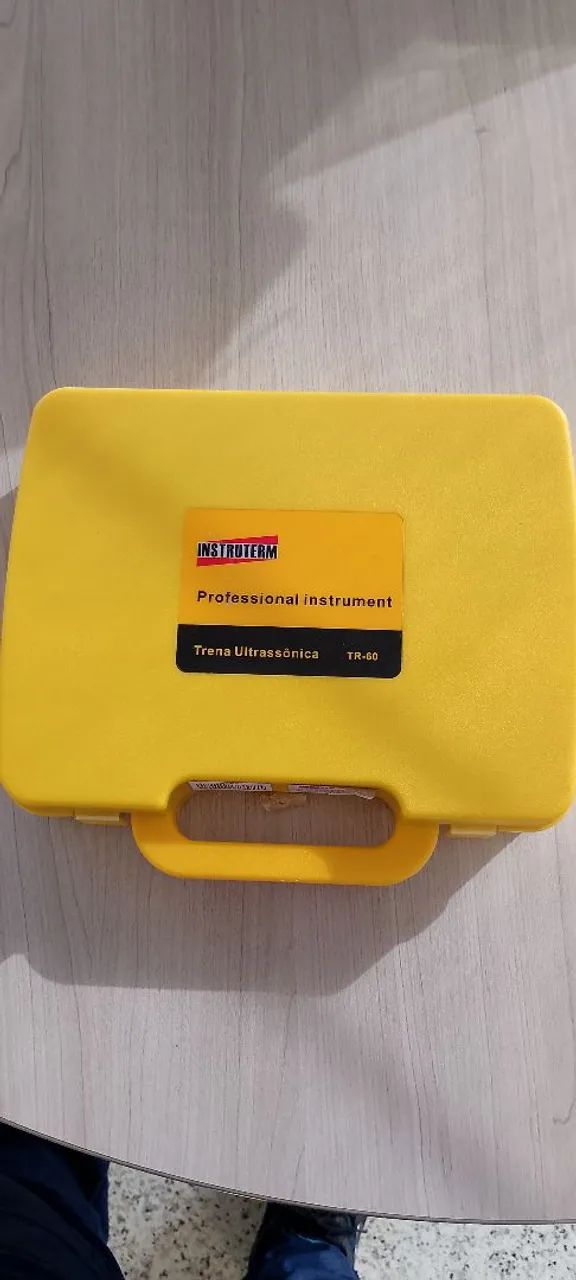 INSTRUTERM
Professional instrument
Trena Ultrassônica TR-60